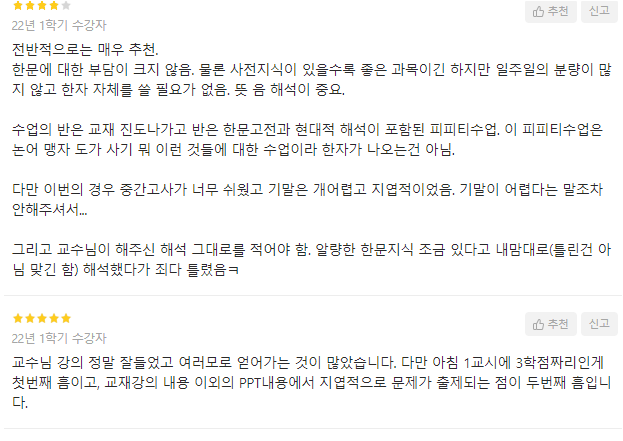 추천
신고
22년 1학기 수강자
전반적으로는 매우 추천.
한문에 대한 부담이 크지 않음. 물론 사전지식이 있을수록 좋은 과목이긴 하지만 일주일의 분량이 많
지 않고 한자 자체를 쓸 필요가 없음. 뜻 음 해석이 중요.
수업의 반은 교재 진도나가고 반은 한문고전과 현대적 해석이 포함된 피피티수업. 이 피피티수업은
논어 맹자 도가 사기 뭐 이런 것들에 대한 수업이라 한자가 나오는건 아님.
다만 이번의 경우 중간고사가 너무 쉬웠고 기말은 개어렵고 지엽적이었음. 기말이 어렵다는 말조차
안해주셔서...
그리고 교수님이 해주신 해석 그대로를 적어야 함. 알량한 한문지식 조금 있다고 내맘대로(틀린건 아
님 맞긴 함) 해석했다가 죄다 틀렸음ㅋ
추천
신고
22년 1학기 수강자
교수님 강의 정말 잘들었고 여러모로 얻어가는 것이 많았습니다. 다만 아침 1교시에 3학점짜리인게
첫번째 흠이고, 교재강의 내용 이외의 PPT내용에서 지엽적으로 문제가 출제되는 점이 두번째 흠입니
다.